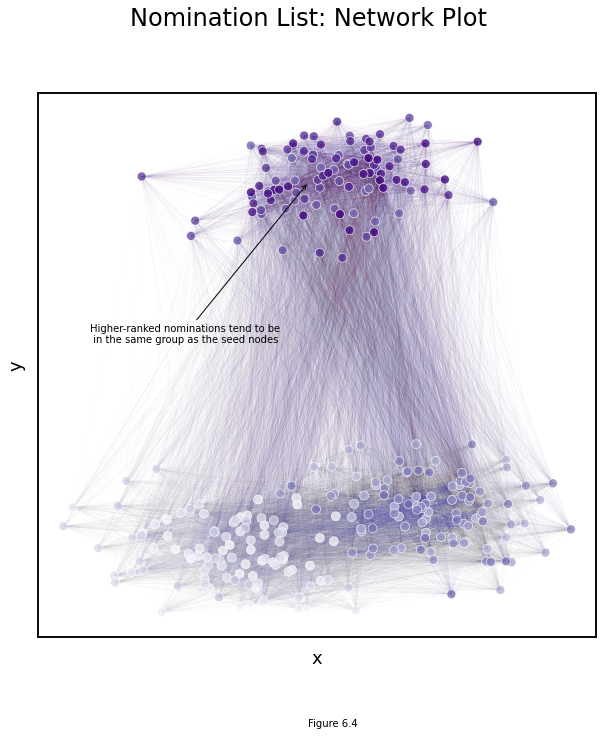 Nomination List: Network Plot
Higher-ranked nominations tend to be
in the same group as the seed nodes
y
x
Figure 6.4